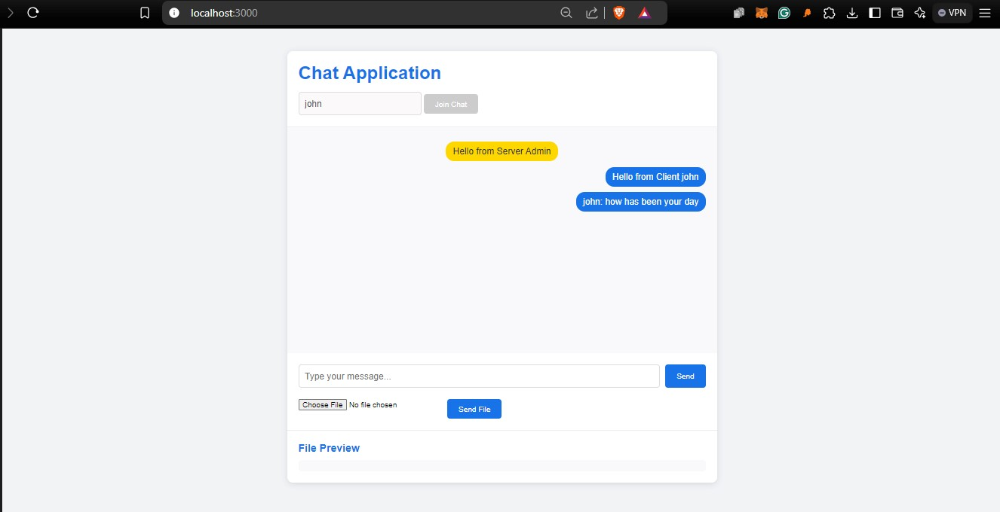 localhost:3000
VPN
Chat Application
john
Join Chat
Hello from Server Admin
Hello from Client john
john: how has been your day
Type your message...
Send
Choose File No file chosen
Send File
File Preview